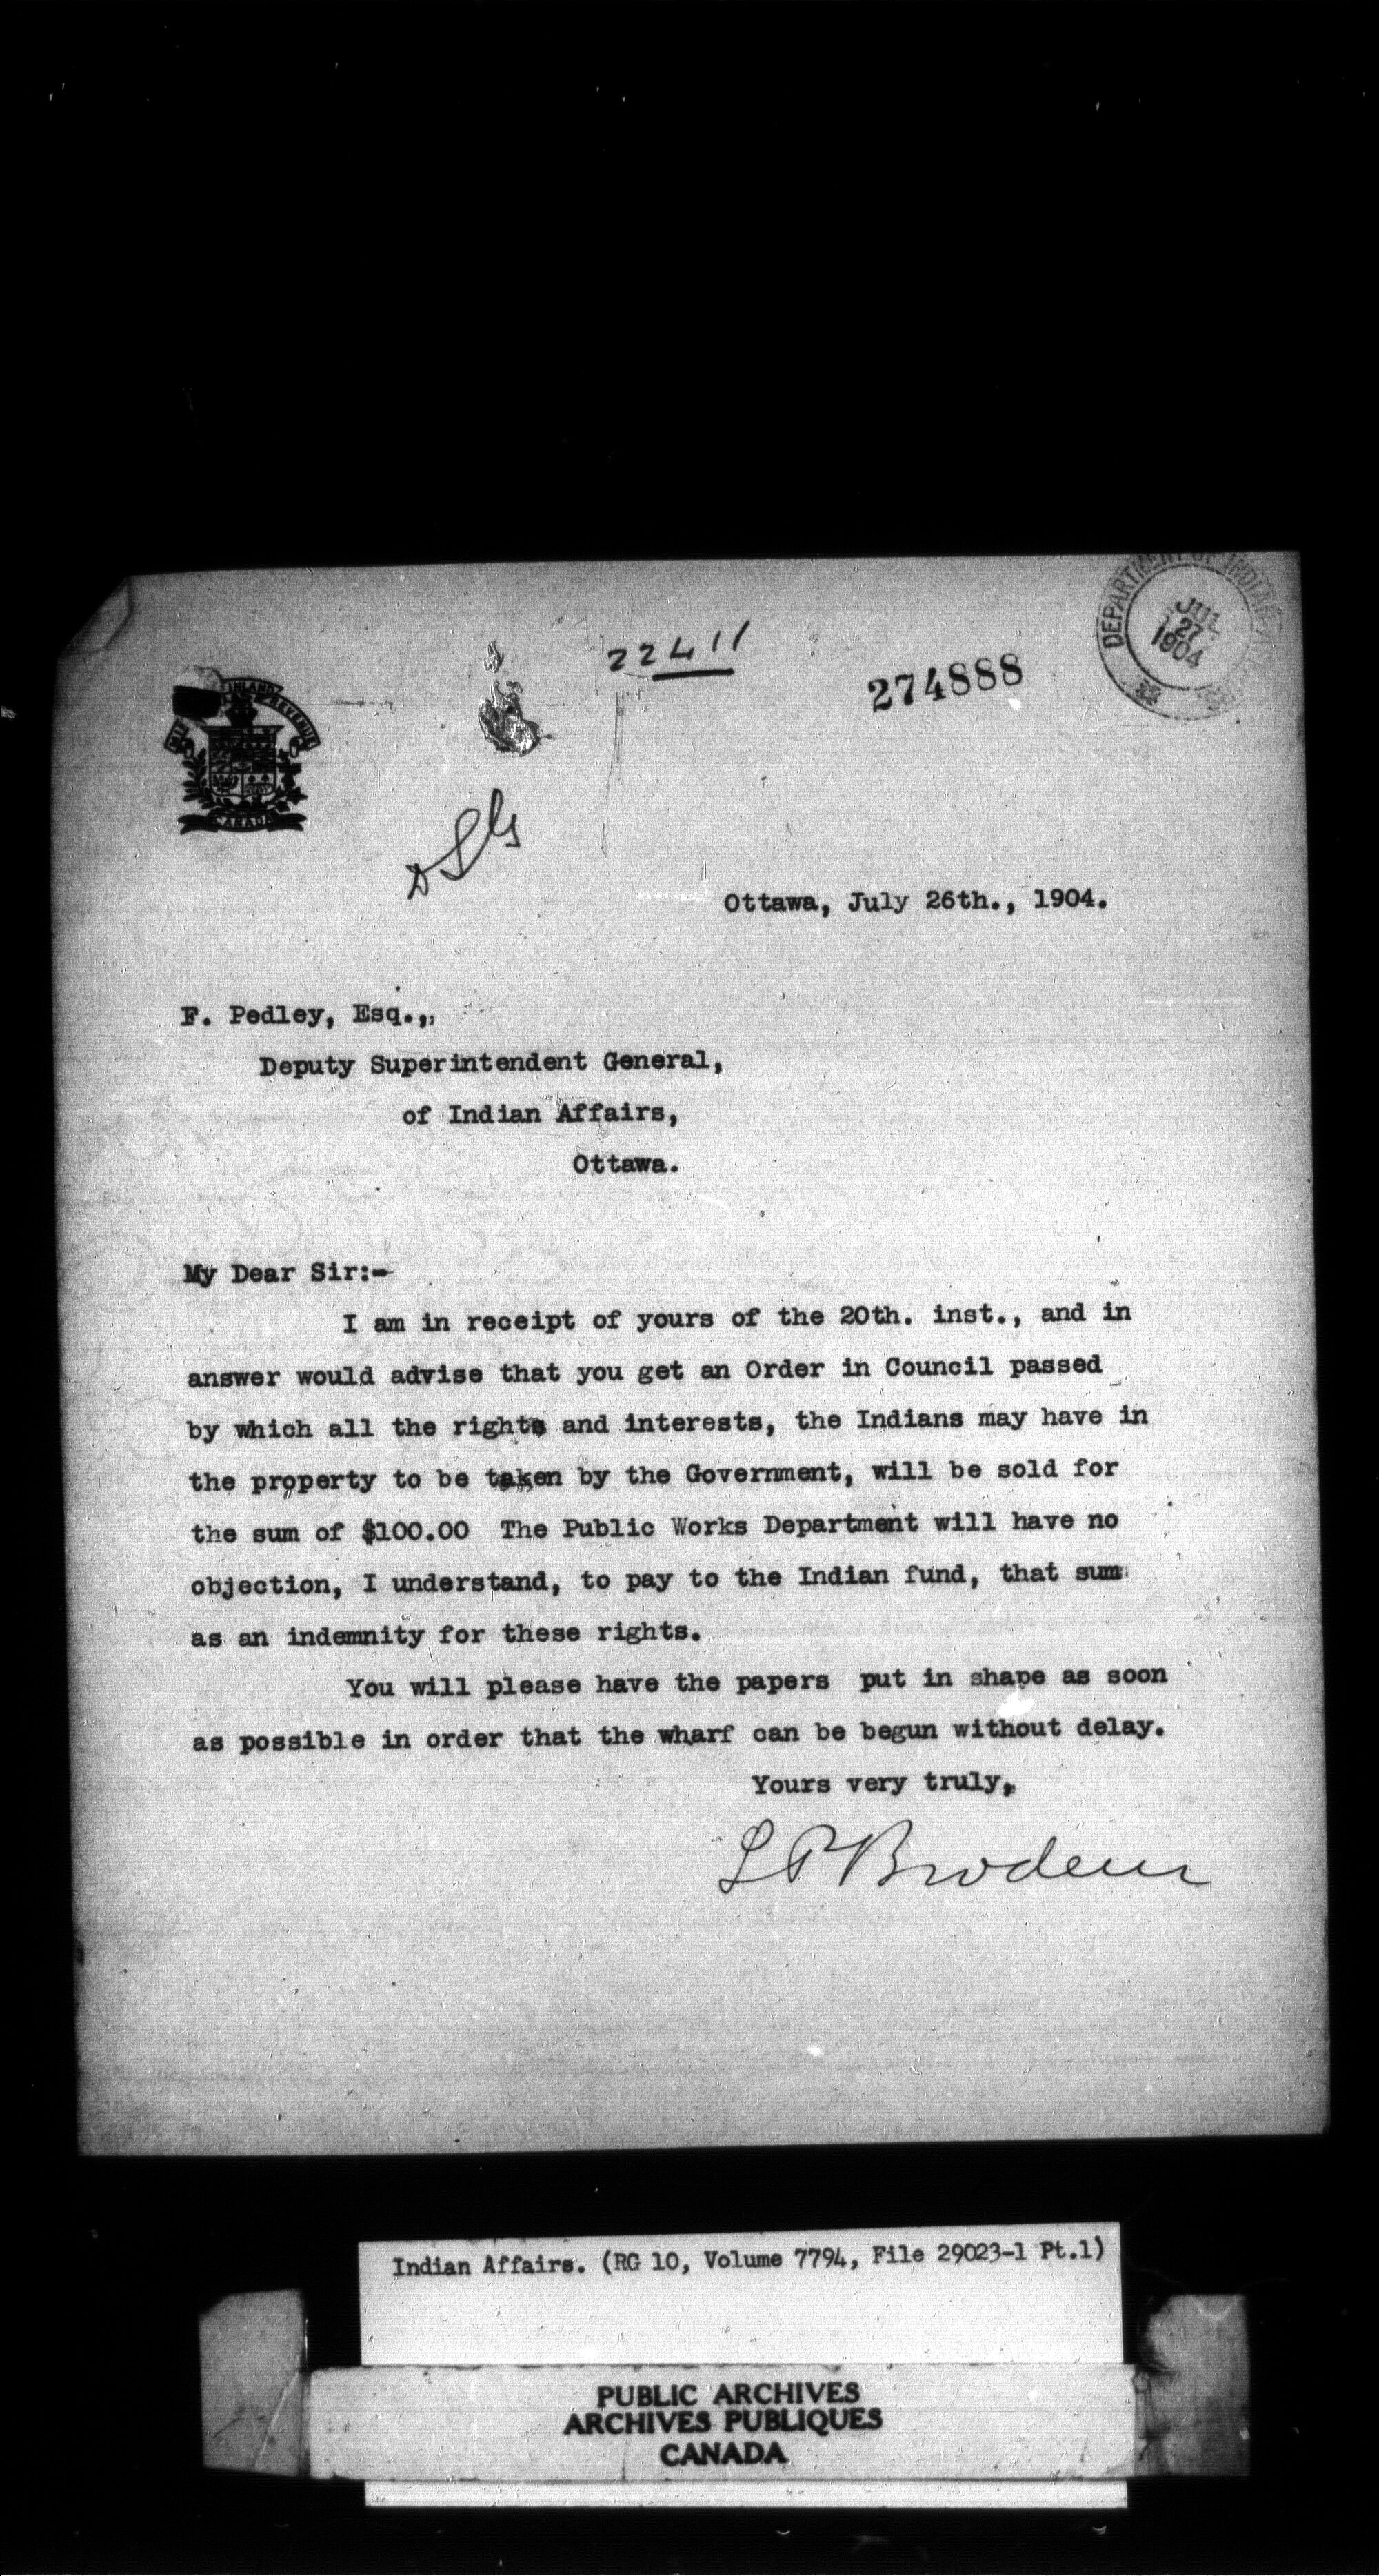 22411
274888
DEPARTMENT OF INDIAN
JUL
27
1904
INLAND REVENUE
CANADA
Ottawa, July 26th., 1904.
F. Pedley, Esq.,,
Deputy Superintendent General,
of Indian Affairs,
Ottawa.
My Dear Sir:-
I am in receipt of yours of the 20th. inst., and in
answer would advise that you get an Order in Council passed
by which all the rights and interests, the Indians may have in
the property to be taken by the Government, will be sold for
the sum of $100.00 The Public Works Department will have no
objection, I understand, to pay to the Indian fund, that sum
as an indemnity for these rights.
You will please have the papers put in shape as soon
as possible in order that the wharf can be begun without delay.
Yours very truly,
L P Brodeur
Indian Affairs. (RG 10, Volume 7794, File 29023-1 Pt.1)
PUBLIC ARCHIVES
ARCHIVES PUBLIQUES
CANADA